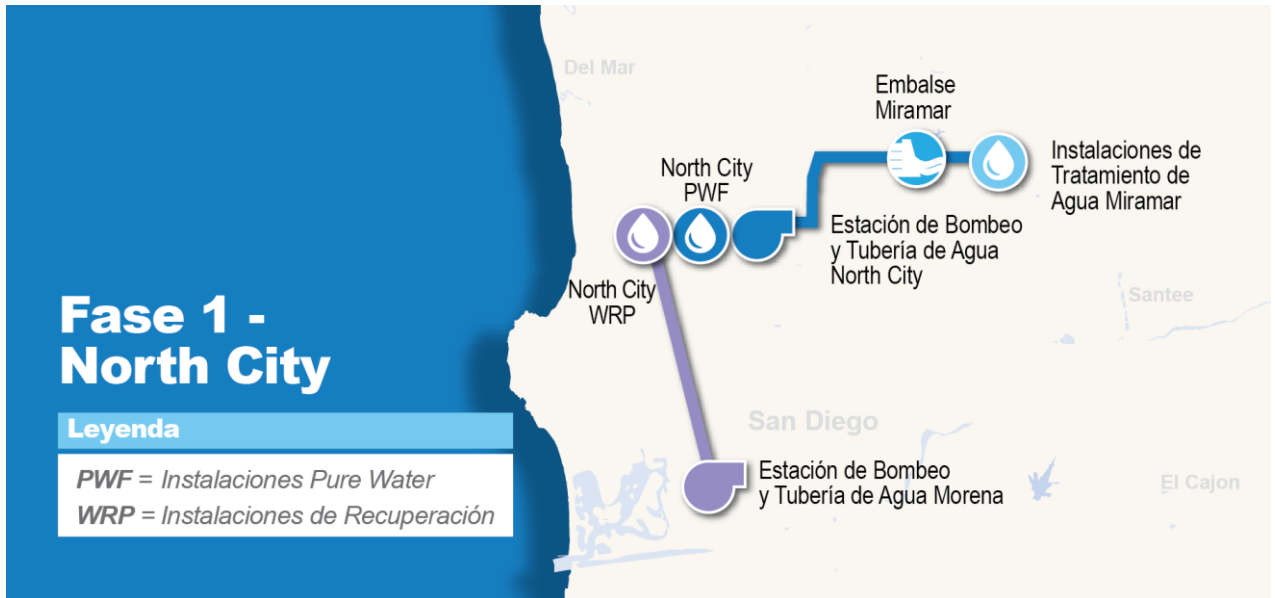 Del Mar
Embalse
Miramar
Instalaciones de
Tratamiento de
Agua Miramar
North City
PWF
Estación de Bombeo
y Tubería de Agua
North City
North City
WRP
Santee
Fase 1 -
North City
San Diego
Leyenda
PWF = Instalaciones Pure Water
WRP = Instalaciones de Recuperación
Estación de Bombeo
y Tubería de Agua Morena
El Cajon